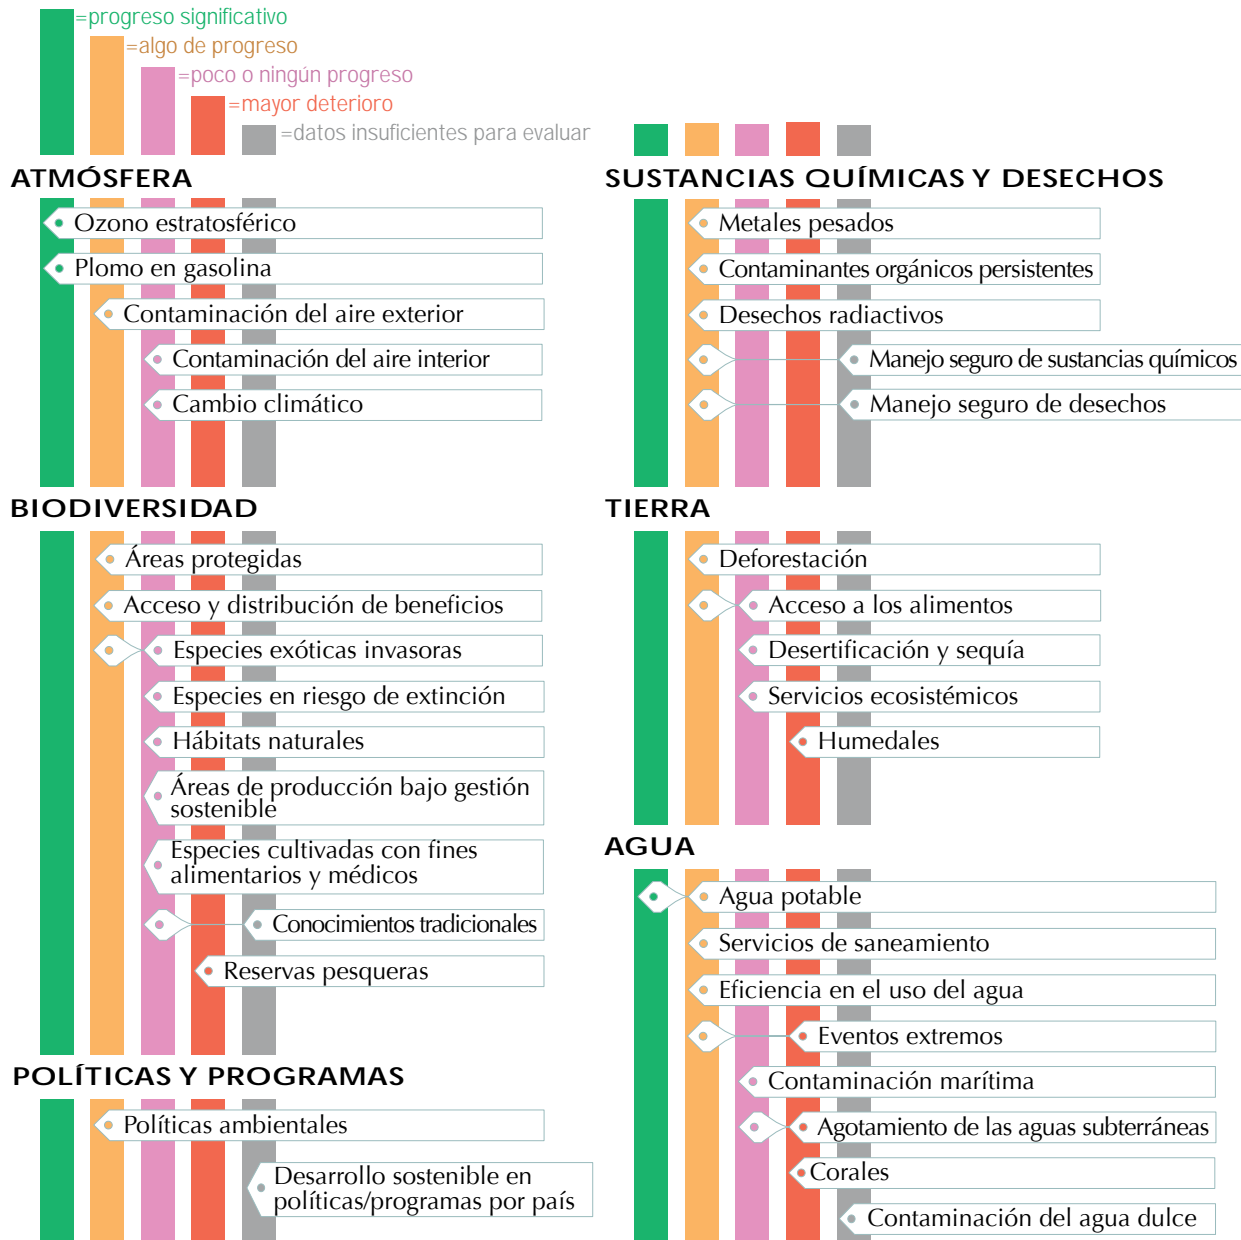 =progreso significativo
=algo de progreso
=poco o ningún progreso
=mayor deterioro
=datos insuficientes para evaluar
ATMÓSFERA
Ozono estratosférico
Plomo en gasolina
Contaminación del aire exterior
Contaminación del aire interior
Cambio climático
BIODIVERSIDAD
Áreas protegidas
Acceso y distribución de beneficios
Especies exóticas invasoras
Especies en riesgo de extinción
Hábitats naturales
Áreas de producción bajo gestión
sostenible
Especies cultivadas con fines
alimentarios y médicos
Conocimientos tradicionales
Reservas pesqueras
POLÍTICAS Y PROGRAMAS
Políticas ambientales
Desarrollo sostenible en
políticas/programas por país
SUSTANCIAS QUÍMICAS Y DESECHOS
Metales pesados
Contaminantes orgánicos persistentes
Desechos radiactivos
Manejo seguro de sustancias químicos
Manejo seguro de desechos
TIERRA
Deforestación
Acceso a los alimentos
Desertificación y sequía
Servicios ecosistémicos
Humedales
AGUA
Agua potable
Servicios de saneamiento
Eficiencia en el uso del agua
Eventos extremos
Contaminación marítima
Agotamiento de las aguas subterráneas
Corales
Contaminación del agua dulce